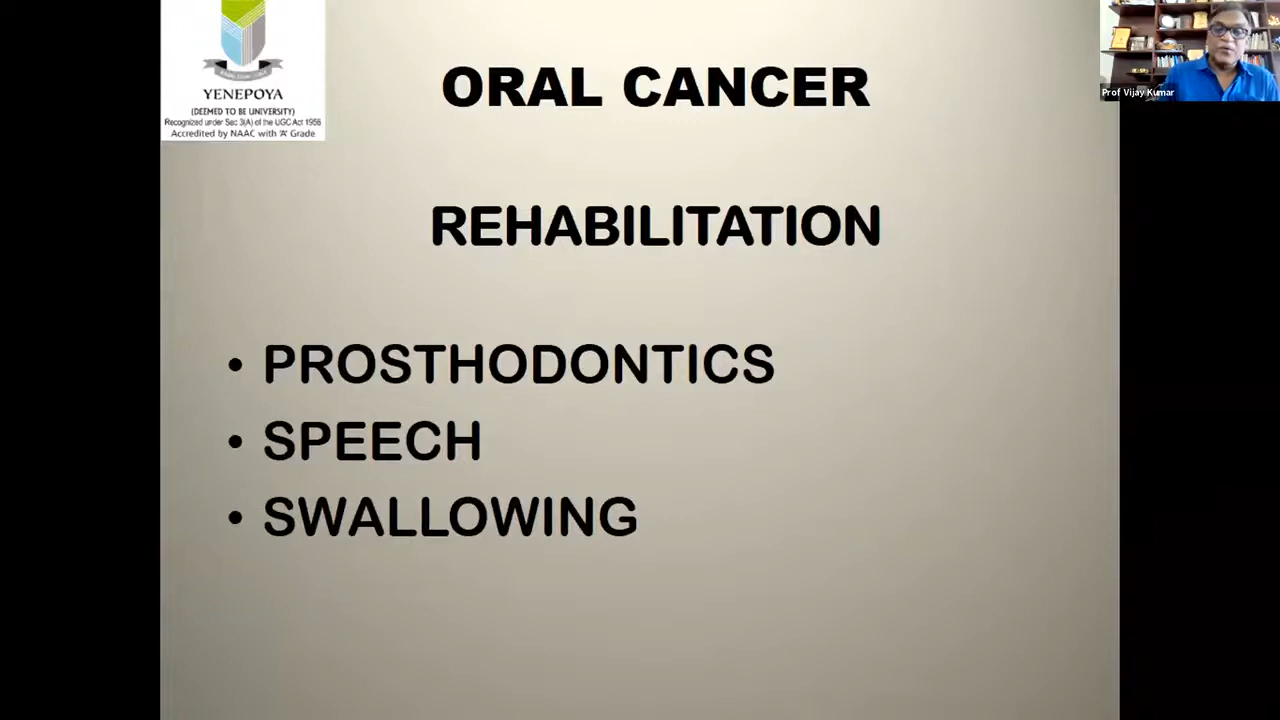 YENEPOYA
(DEEMED TO BE UNIVERSITY)
Recognized under Sec 3(A) of the UGC Act 1956
Accredited by NAAC with 'A' Grade
ORAL CANCER
Prof Vijay Kumar
REHABILITATION
• PROSTHODONTICS
• SPEECH
• SWALLOWING